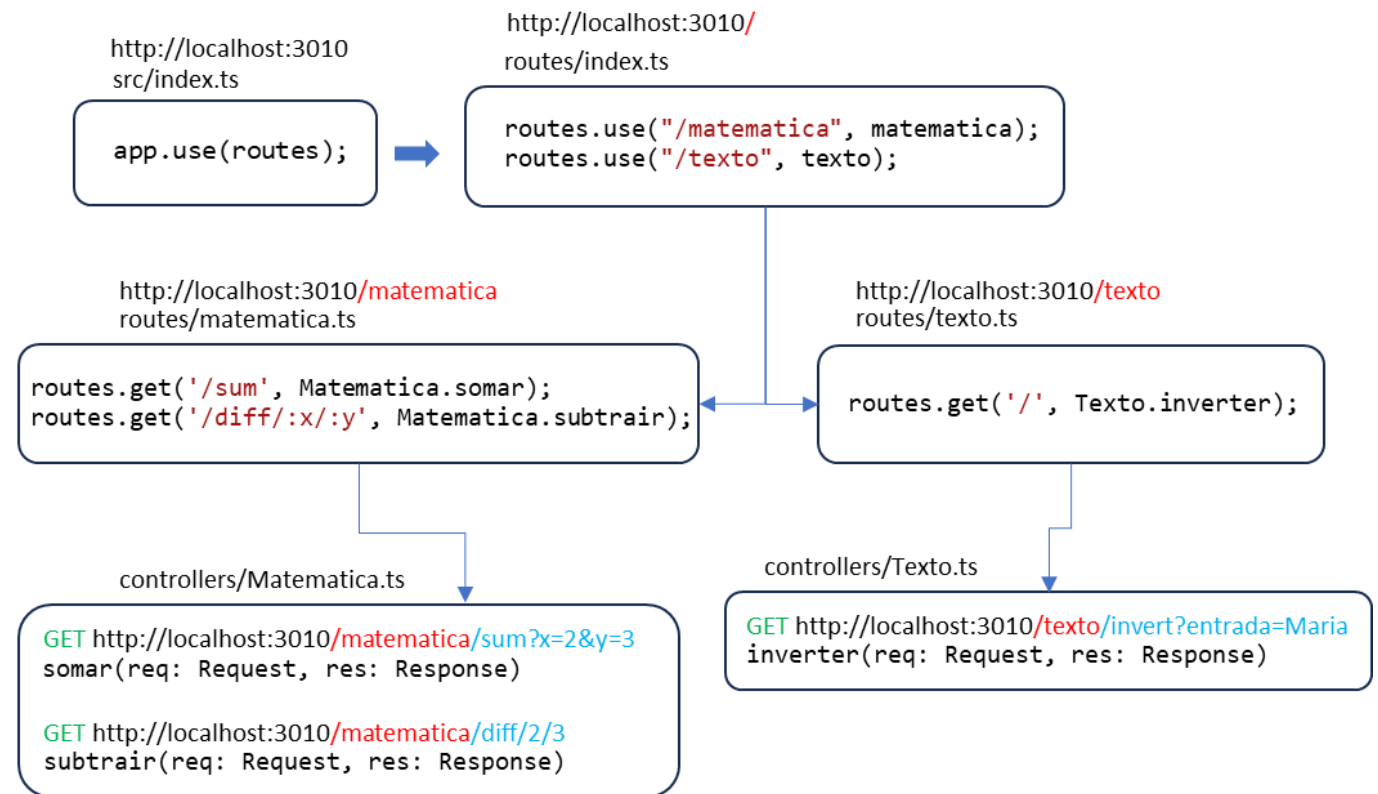 http://localhost:3010
src/index.ts
app.use(routes);
http://localhost:3010/
routes/index.ts
routes.use("/matematica", matematica);
routes.use("/texto", texto);
http://localhost:3010/matematica
routes/matematica.ts
routes.get('/sum', Matematica.somar);
routes.get('/diff/:x/:y', Matematica.subtrair);
http://localhost:3010/texto
routes/texto.ts
routes.get('/', Texto.inverter);
controllers/Matematica.ts
GET http://localhost:3010/matematica/sum?x=2&y=3
somar(req: Request, res: Response)
GET http://localhost:3010/matematica/diff/2/3
subtrair(req: Request, res: Response)
controllers/Texto.ts
GET http://localhost:3010/texto/invert?entrada=Maria
inverter(req: Request, res: Response)